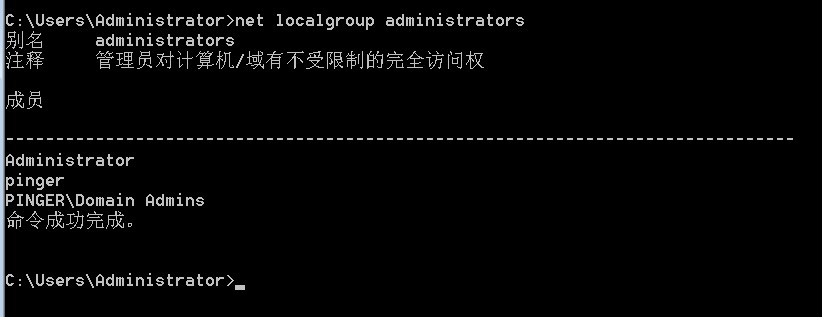 C:\Users\Administrator>net localgroup administrators
别名     administrators
注释     管理员对计算机/域有不受限制的完全访问权
成员
-------------------------------------------------------------------------------
Administrator
pinger
PINGER\Domain Admins
命令成功完成。
C:\Users\Administrator>_